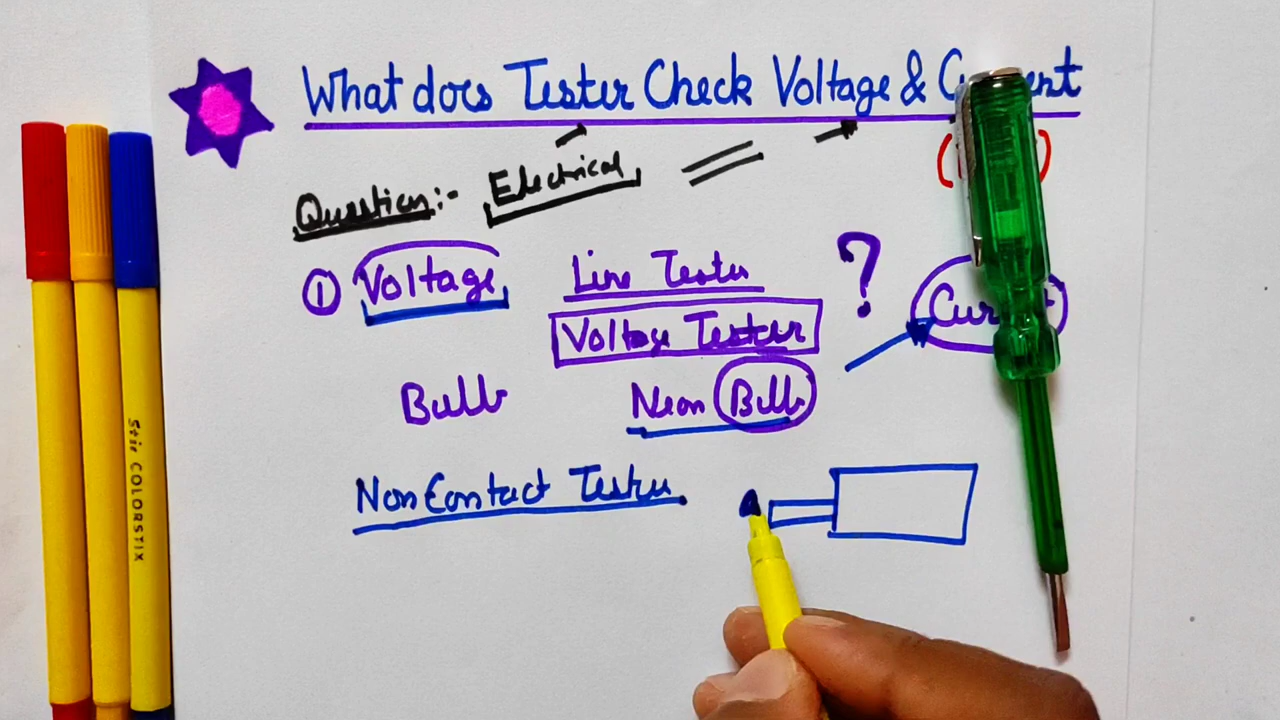 What does Tester Check Voltage &
Question:- Electrical
① Voltage Line Tester ?
Voltage Tester
Bulb Neon Bulb
Non Contact Tester
Stic COLORSTIX